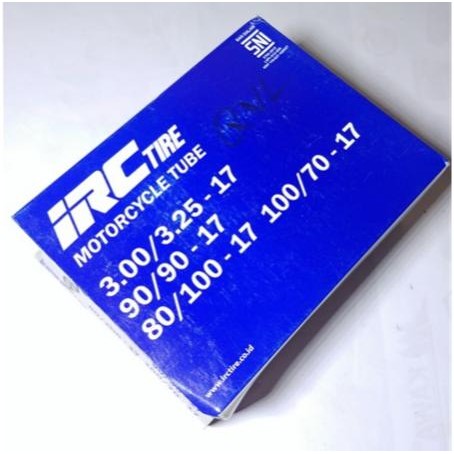 IRC TIRE
MOTORCYCLE TUBE
3.00/3.25 - 17
90/90 - 17
80/100 - 17 100/70 - 17
www.irctire.co.id
SNI